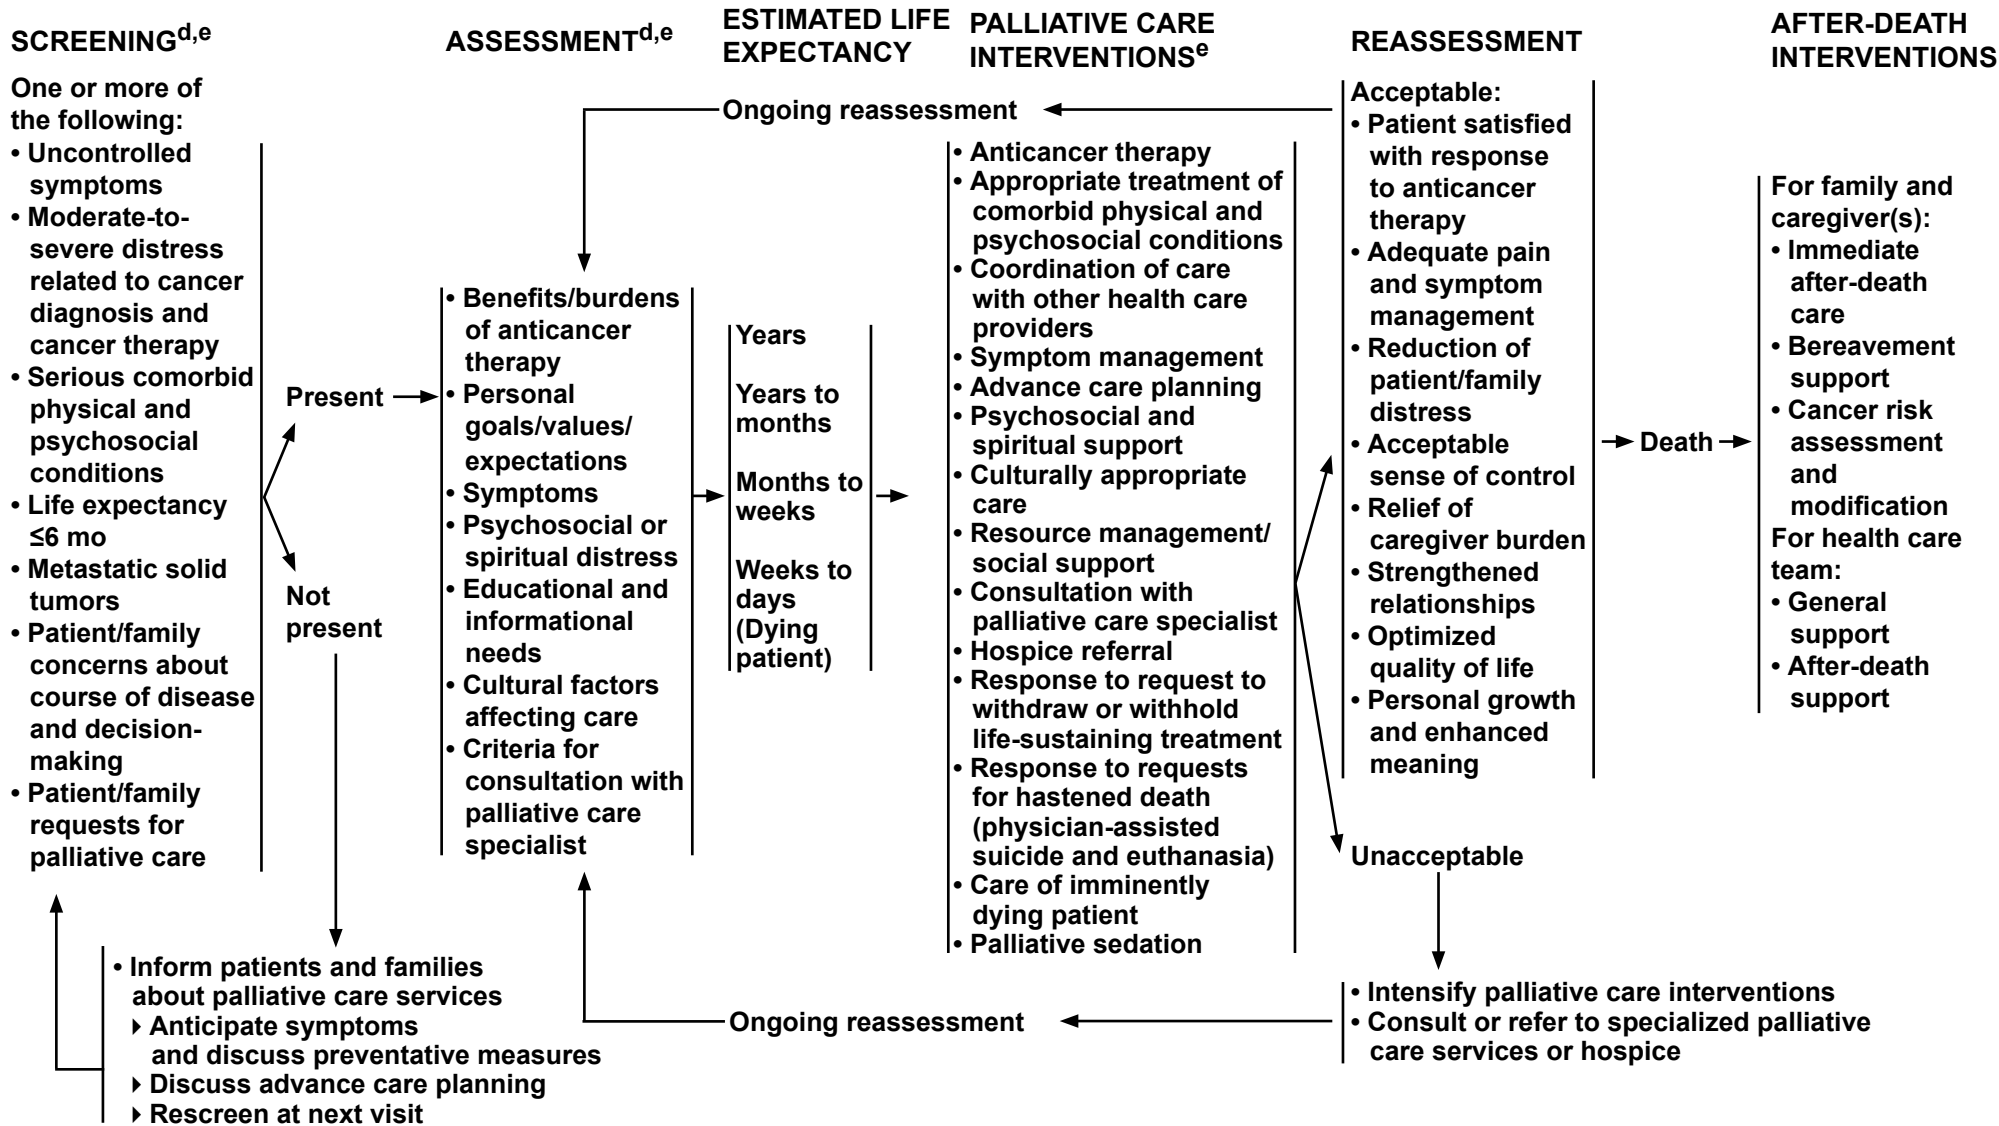 SCREENINGd,e
One or more of
the following:
• Uncontrolled
symptoms
• Moderate-to-
severe distress
related to cancer
diagnosis and
cancer therapy
• Serious comorbid
physical and
psychosocial
conditions
• Life expectancy
≤6 mo
• Metastatic solid
tumors
• Patient/family
concerns about
course of disease
and decision-
making
• Patient/family
requests for
palliative care
Present
Not
present
• Inform patients and families
about palliative care services
▸ Anticipate symptoms
and discuss preventative measures
▸ Discuss advance care planning
▸ Rescreen at next visit
ASSESSMENTd,e
• Benefits/burdens
of anticancer
therapy
• Personal
goals/values/
expectations
• Symptoms
• Psychosocial or
spiritual distress
• Educational and
informational
needs
• Cultural factors
affecting care
• Criteria for
consultation with
palliative care
specialist
ESTIMATED LIFE
EXPECTANCY
Ongoing reassessment
Years
Years to
months
Months to
weeks
Weeks to
days
(Dying
patient)
Ongoing reassessment
PALLIATIVE CARE
INTERVENTIONSe
• Anticancer therapy
• Appropriate treatment of
comorbid physical and
psychosocial conditions
• Coordination of care
with other health care
providers
• Symptom management
• Advance care planning
• Psychosocial and
spiritual support
• Culturally appropriate
care
• Resource management/
social support
• Consultation with
palliative care specialist
• Hospice referral
• Response to request to
withdraw or withhold
life-sustaining treatment
• Response to requests
for hastened death
(physician-assisted
suicide and euthanasia)
• Care of imminently
dying patient
• Palliative sedation
REASSESSMENT
Acceptable:
• Patient satisfied
with response
to anticancer
therapy
• Adequate pain
and symptom
management
• Reduction of
patient/family
distress
• Acceptable
sense of control
• Relief of
caregiver burden
• Strengthened
relationships
• Optimized
quality of life
• Personal growth
and enhanced
meaning
Unacceptable
• Intensify palliative care interventions
• Consult or refer to specialized palliative
care services or hospice
Death
AFTER-DEATH
INTERVENTIONS
For family and
caregiver(s):
• Immediate
after-death
care
• Bereavement
support
• Cancer risk
assessment
and
modification
For health care
team:
• General
support
• After-death
support